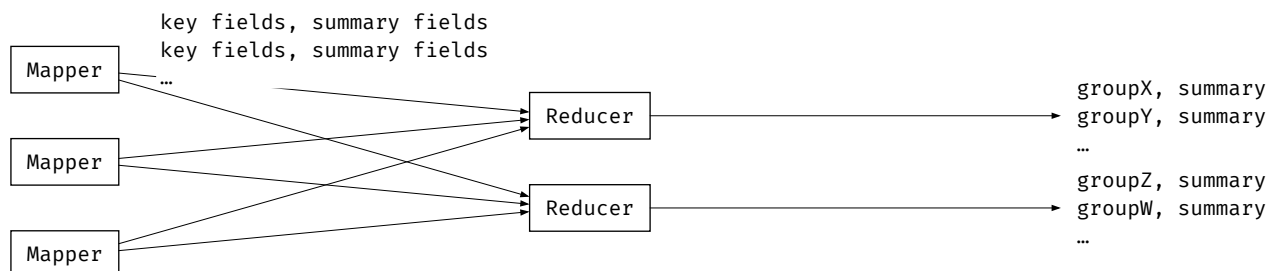 key fields, summary fields
key fields, summary fields
…
Mapper
Mapper
Mapper
Reducer
Reducer
groupX, summary
groupY, summary
…
groupZ, summary
groupW, summary
…